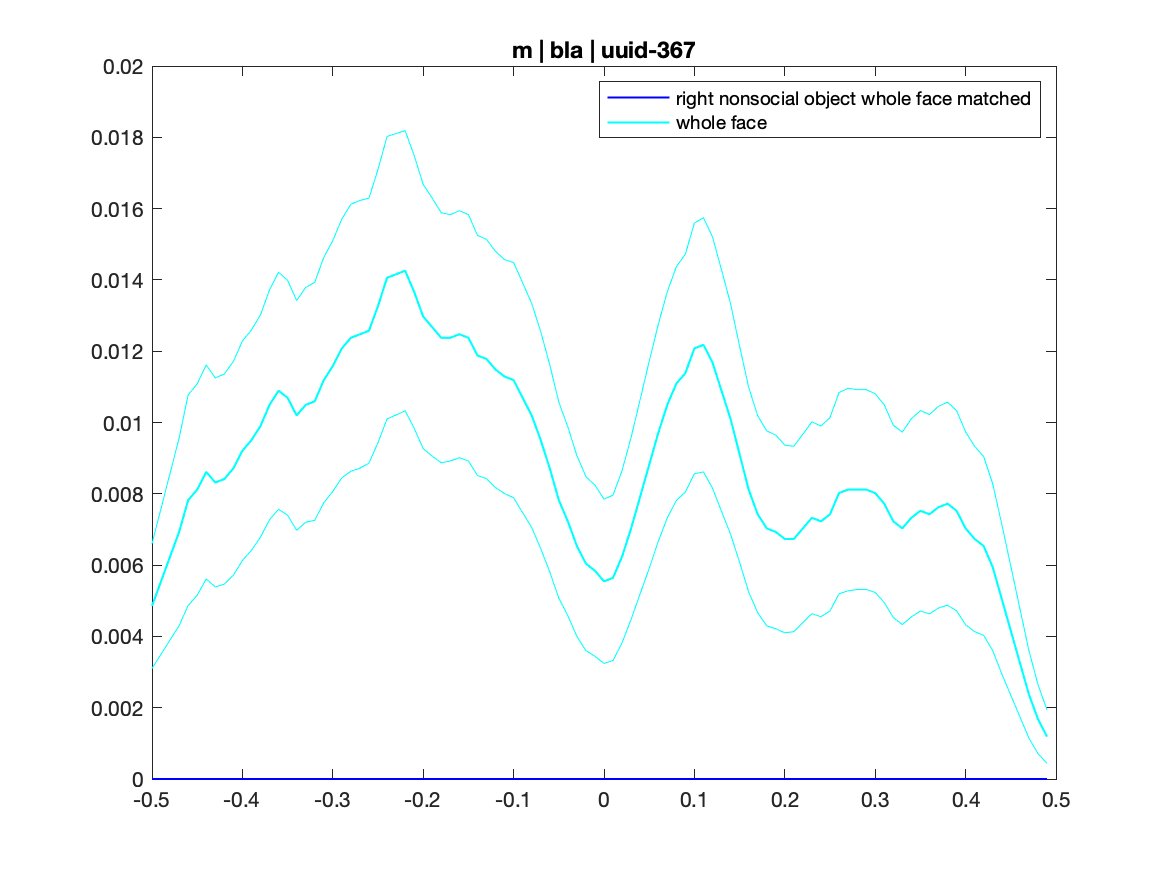 m | bla | uuid-367
right nonsocial object whole face matched
whole face
0.02
0.018
0.016
0.014
0.012
0.01
0.008
0.006
0.004
0.002
0
-0.5 -0.4 -0.3 -0.2 -0.1 0 0.1 0.2 0.3 0.4 0.5